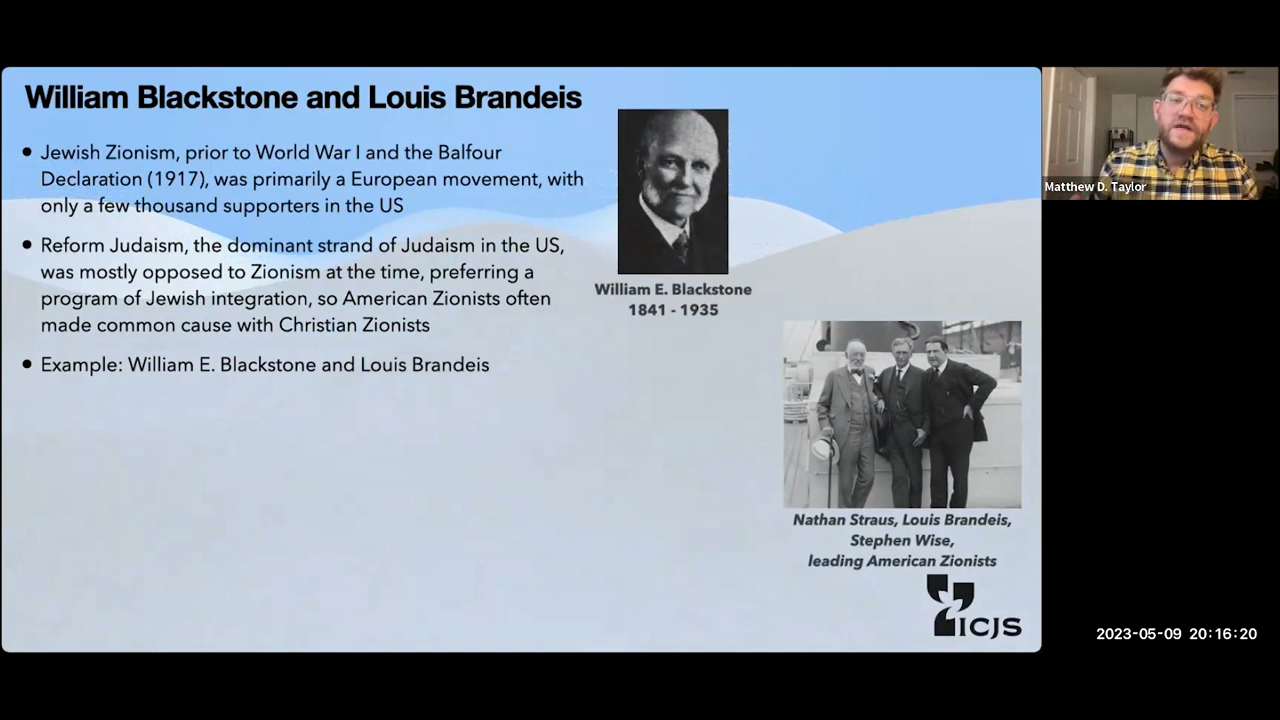 William Blackstone and Louis Brandeis
• Jewish Zionism, prior to World War I and the Balfour
Declaration (1917), was primarily a European movement, with
only a few thousand supporters in the US
• Reform Judaism, the dominant strand of Judaism in the US,
was mostly opposed to Zionism at the time, preferring a
program of Jewish integration, so American Zionists often
made common cause with Christian Zionists
• Example: William E. Blackstone and Louis Brandeis
William E. Blackstone
1841 - 1935
Nathan Straus, Louis Brandeis,
Stephen Wise,
leading American Zionists
ICJS
Matthew D. Taylor
2023-05-09 20:16:20